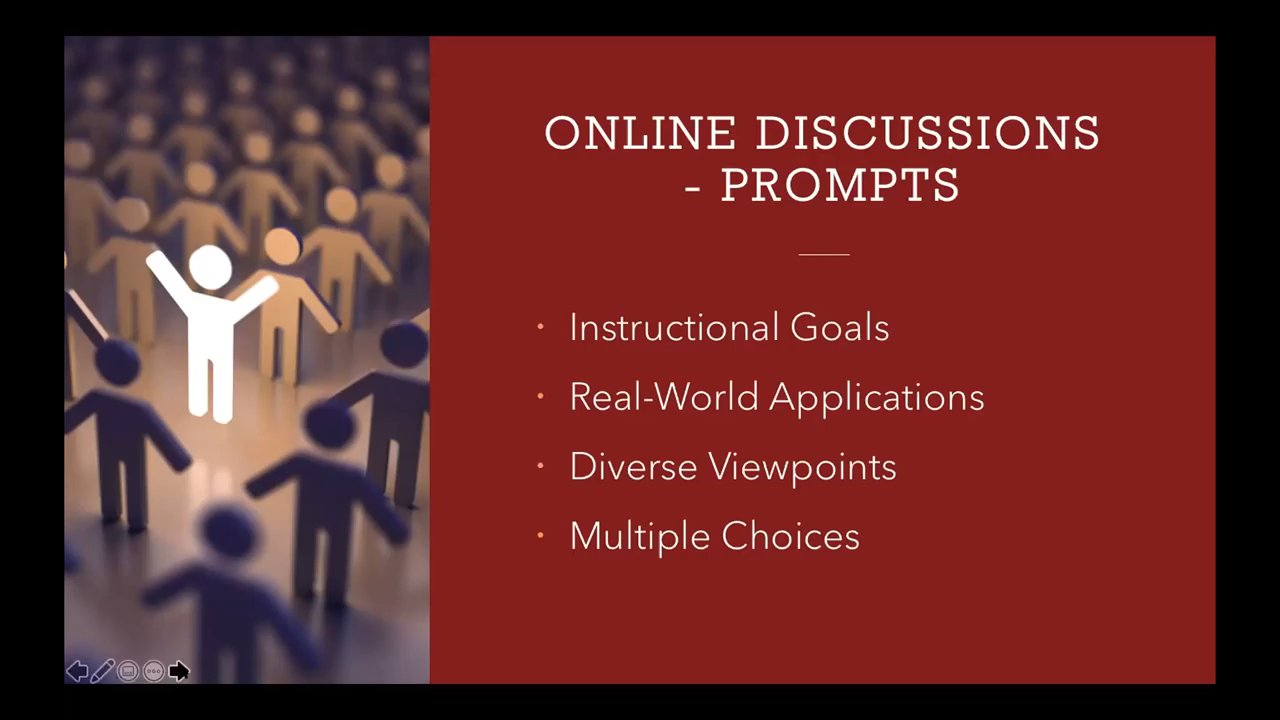 ONLINE DISCUSSIONS
- PROMPTS
· Instructional Goals
· Real-World Applications
· Diverse Viewpoints
· Multiple Choices